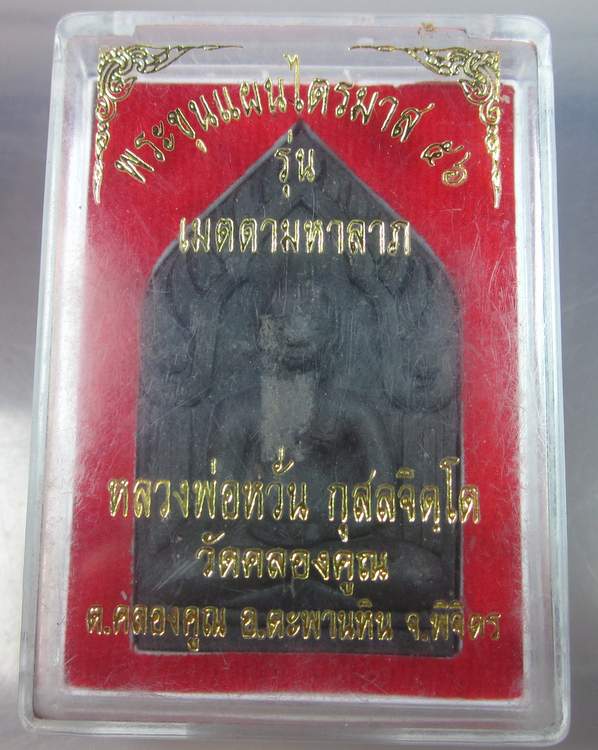 พระขุนแผนไตรมาส ๕๖
รุ่น
เมตตามหาลาภ
หลวงพ่อหวั่น กุสลจิตฺโต
วัดคลองคูณ
ต.คลองคูณ อ.ตะพานหิน จ.พิจิตร